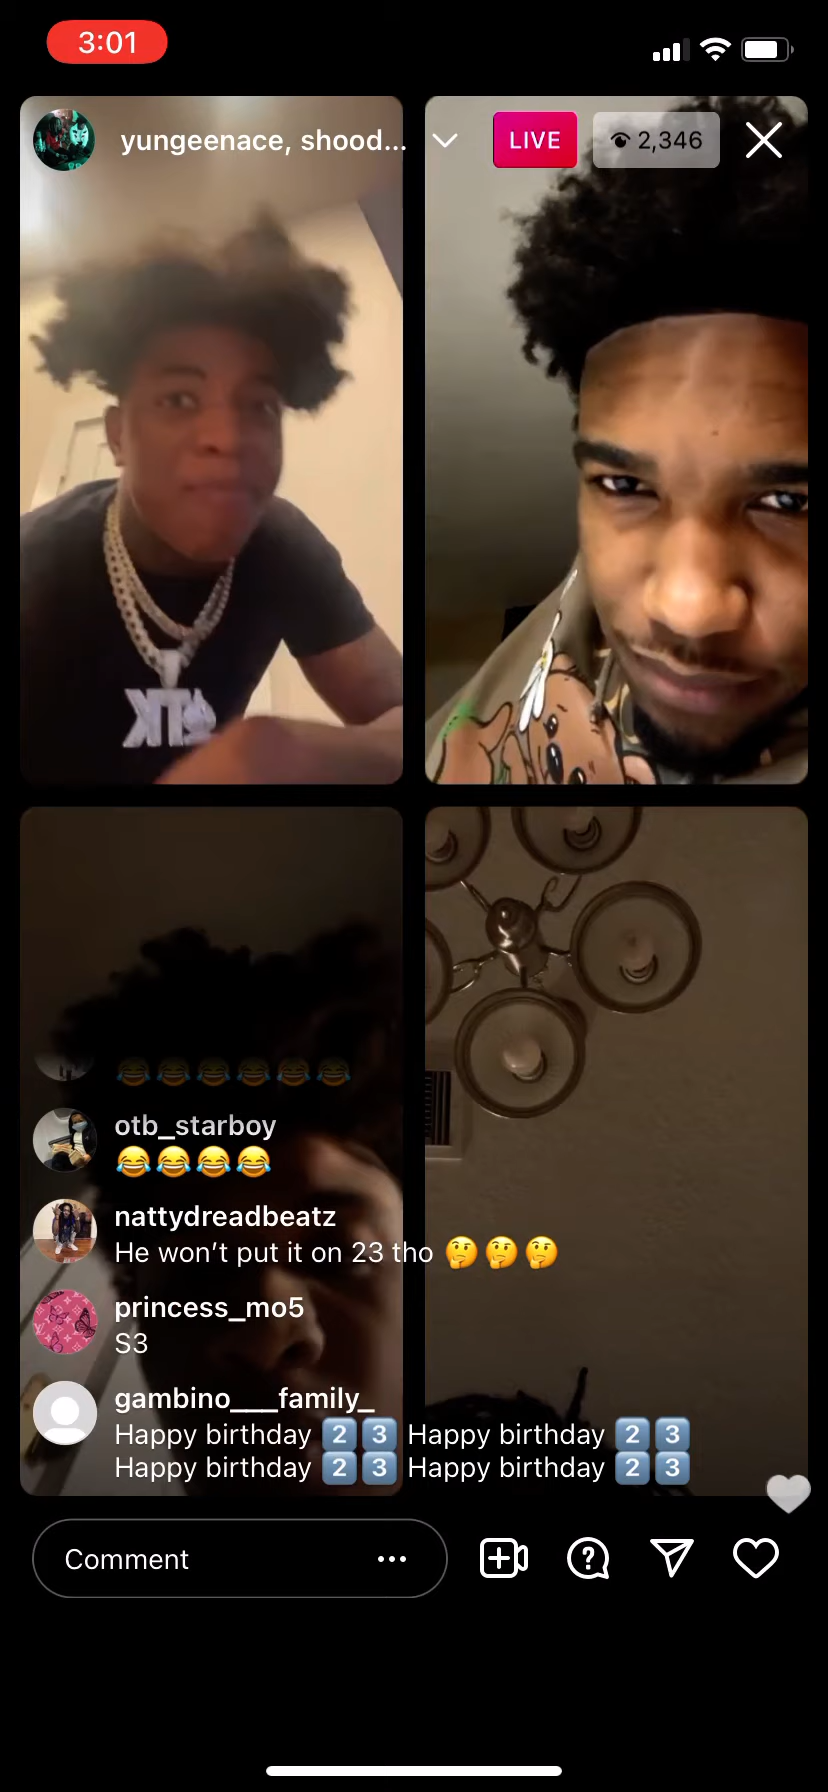 3:01
yungeenace, shood...
LIVE
2,346
😂😂😂😂😂😂
otb_starboy
😂😂😂😂
nattydreadbeatz
He won’t put it on 23 tho 🤔🤔🤔
princess_mo5
S3
gambino___family_
Happy birthday 2️⃣3️⃣ Happy birthday 2️⃣3️⃣
Happy birthday 2️⃣3️⃣ Happy birthday 2️⃣3️⃣
Comment